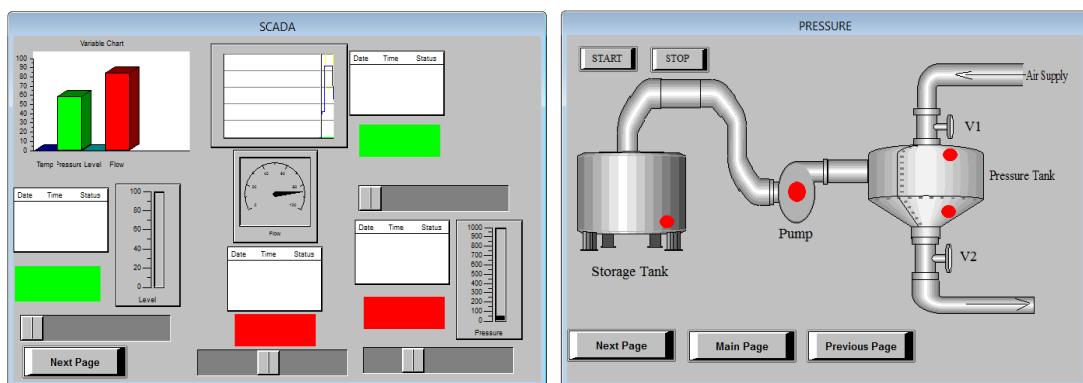 SCADA
Variable Chart
100
90
80
70
60
50
40
30
20
10
0
Temp Pressure Level Flow
Date Time Status
Date Time Status
100
80
60
40
20
0
Level
Flow
Date Time Status
Date Time Status
1000
900
800
700
600
500
400
300
200
100
0
Pressure
Next Page
PRESSURE
START STOP
Air Supply
V1
Pressure Tank
Pump
V2
Storage Tank
Next Page Main Page Previous Page